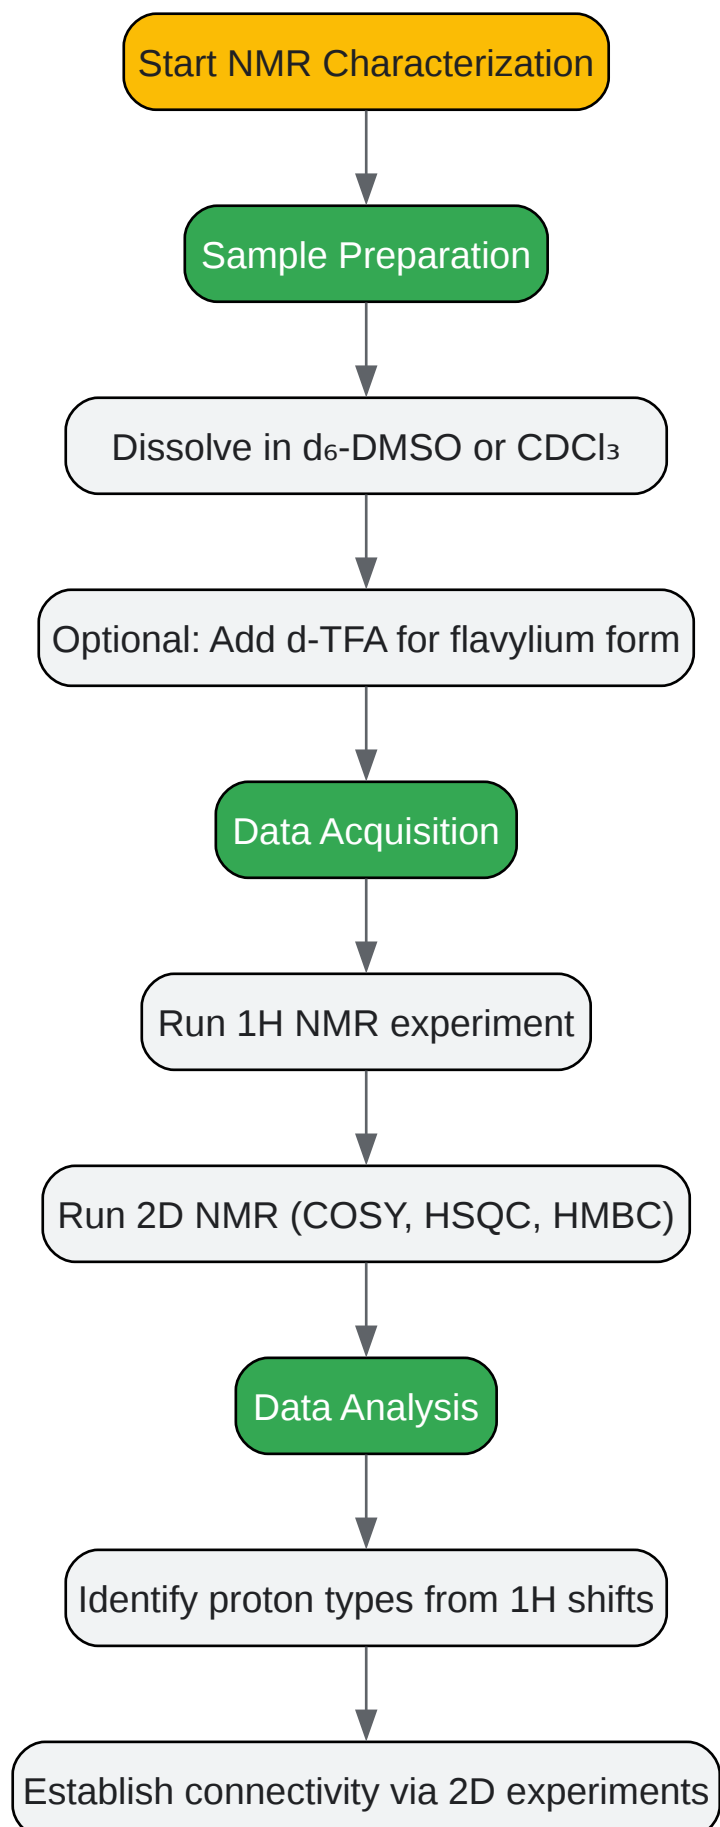 Start NMR Characterization
Sample Preparation
Dissolve in d₆-DMSO or CDCl₃
Optional: Add d-TFA for flavylium form
Data Acquisition
Run 1H NMR experiment
Run 2D NMR (COSY, HSQC, HMBC)
Data Analysis
Identify proton types from 1H shifts
Establish connectivity via 2D experiments